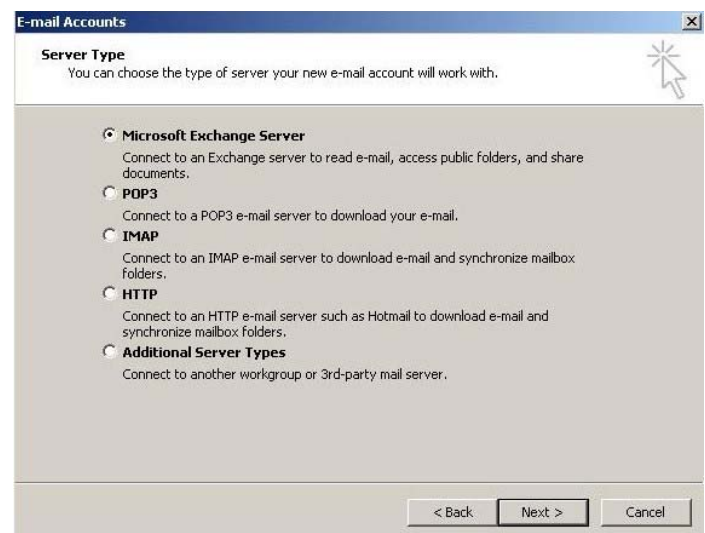 E-mail Accounts
Server Type
You can choose the type of server your new e-mail account will work with.
Microsoft Exchange Server
Connect to an Exchange server to read e-mail, access public folders, and share
documents.
POP3
Connect to a POP3 e-mail server to download your e-mail.
IMAP
Connect to an IMAP e-mail server to download e-mail and synchronize mailbox
folders.
HTTP
Connect to an HTTP e-mail server such as Hotmail to download e-mail and
synchronize mailbox folders.
Additional Server Types
Connect to another workgroup or 3rd-party mail server.
< Back Next > Cancel